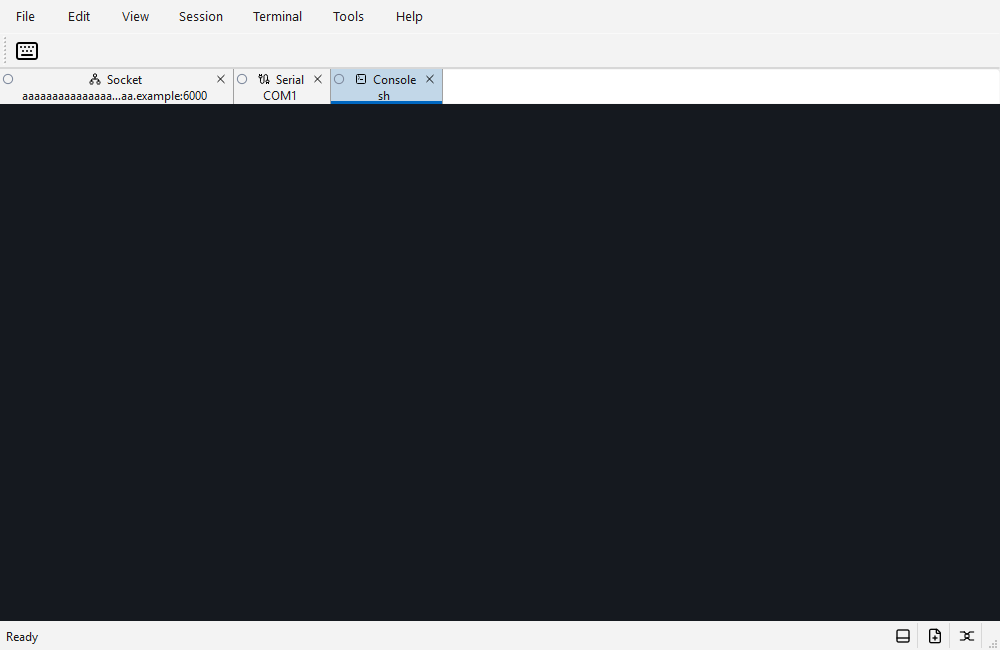 File Edit View Session Terminal Tools Help
Socket Serial Console
aaaaaaaaaaaaaaa...aa.example:6000 COM1 sh
Ready